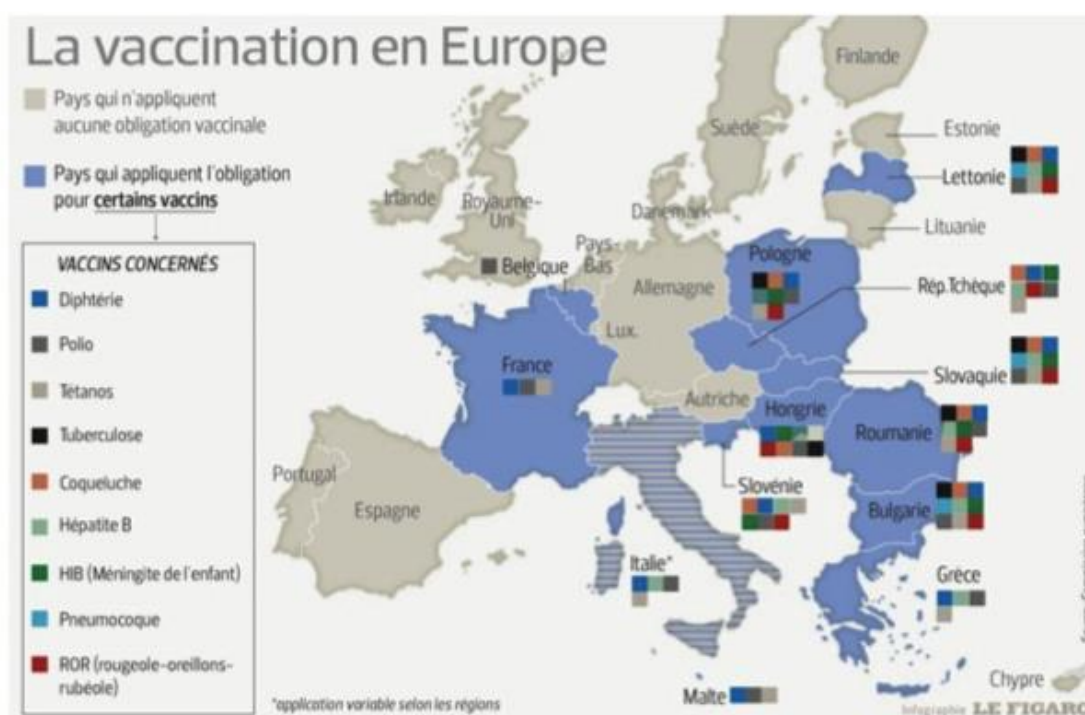 La vaccination en Europe
Pays qui n'appliquent
aucune obligation vaccinale
Pays qui appliquent l'obligation
pour certains vaccins
VACCINS CONCERNÉS
Diphtérie
Polio
Tétanos
Tuberculose
Coqueluche
Hépatite B
HIB (Méningite de l'enfant)
Pneumocoque
ROR (rougeole-oreillons-
rubéole)
Finlande
Suède
Estonie
Lettonie
Lituanie
Irlande
Royaume-
Uni
Danemark
Pays-
Bas
Belgique
Allemagne
Pologne
Rép.Tchèque
Lux.
France
Slovaquie
Autriche
Hongrie
Roumanie
Portugal
Espagne
Slovénie
Bulgarie
Italie*
Grèce
Malte
Chypre
*application variable selon les régions
Infographie LE FIGARO